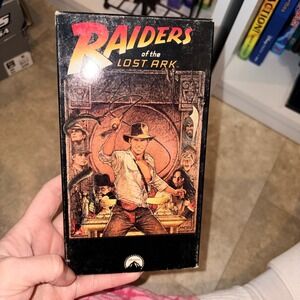 RAIDERS
of the
LOST ARK